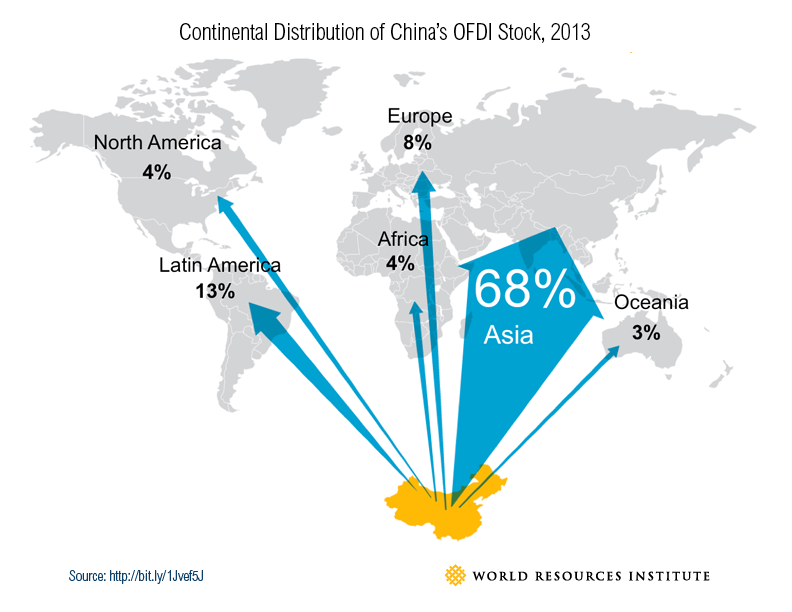 Continental Distribution of China's OFDI Stock, 2013
Europe
8%
North America
4%
Africa
4%
Latin America
13%
68%
Asia
Oceania
3%
Source: http://bit.ly/1Jvef5J
WORLD RESOURCES INSTITUTE